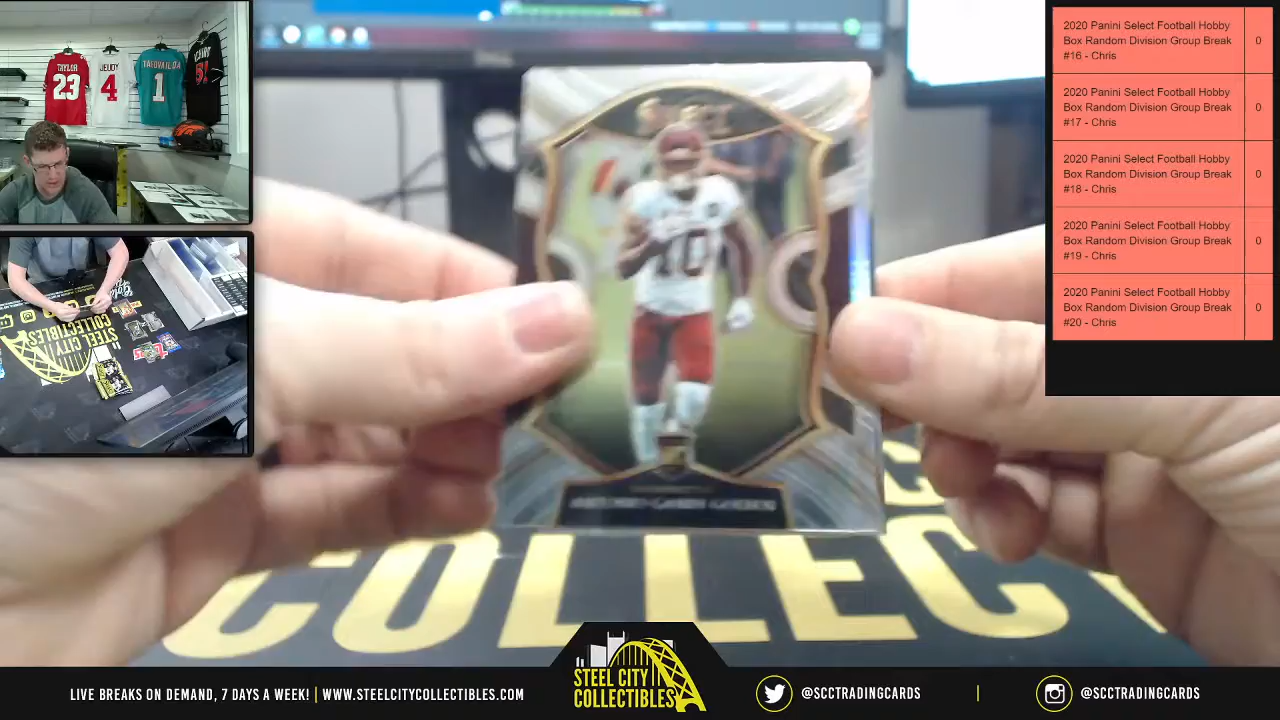 TAYLOR
23
JEUDY
4
TAGOVAILOA
1
2020 Panini Select Football Hobby
Box Random Division Group Break
#16 - Chris
0
2020 Panini Select Football Hobby
Box Random Division Group Break
#17 - Chris
0
2020 Panini Select Football Hobby
Box Random Division Group Break
#18 - Chris
0
2020 Panini Select Football Hobby
Box Random Division Group Break
#19 - Chris
0
2020 Panini Select Football Hobby
Box Random Division Group Break
#20 - Chris
0
10
COLLECTIBLES
COLLEC
STEEL CITY
COLLECTIBLES
LIVE BREAKS ON DEMAND, 7 DAYS A WEEK! | WWW.STEELCITYCOLLECTIBLES.COM
@SCCTRADINGCARDS | @SCCTRADINGCARDS